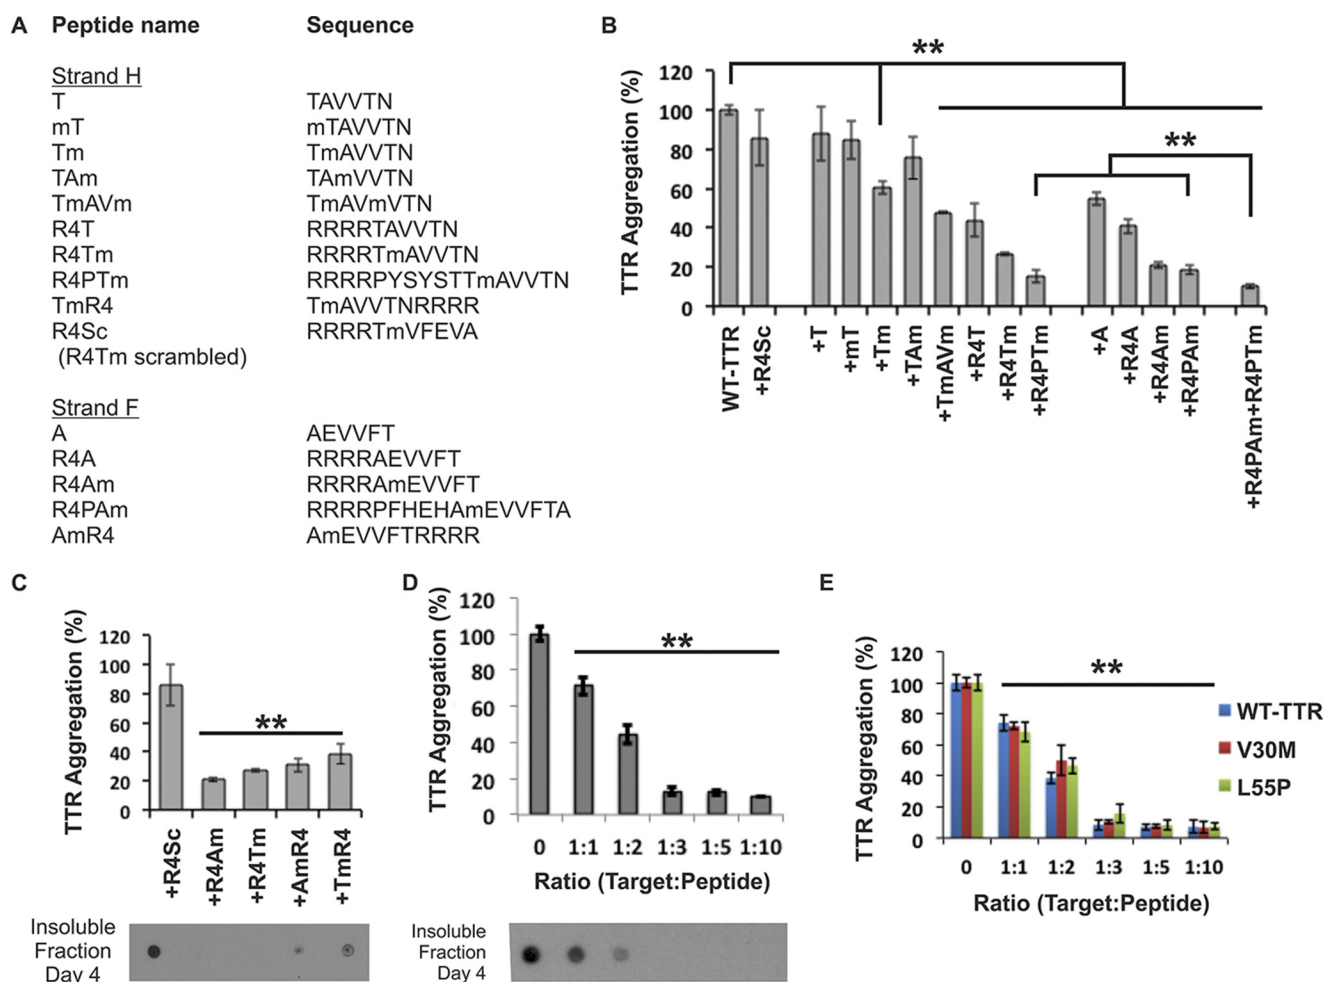 A Peptide name Sequence
Strand H
T TAVVTN
mT mTAVVTN
Tm TmAVVTN
TAm TAmVVTN
TmAVm TmAVmVTN
R4T RRRRTAVVTN
R4Tm RRRRTmAVVTN
R4PTm RRRRPYSYSTTmAVVTN
TmR4 TmAVVTNRRRR
R4Sc RRRRTmVFEVA
(R4Tm scrambled)
Strand F
A AEVVFT
R4A RRRRAEVVFT
R4Am RRRRAmEVVFT
R4PAm RRRRPFHEHAmEVVFTA
AmR4 AmEVVFTRRRR
B
TTR Aggregation (%)
120
100
80
60
40
20
0
**
**
WT-TTR
+R4Sc
+T
+mT
+Tm
+TAm
+TmAVm
+R4T
+R4Tm
+R4PTm
+A
+R4A
+R4Am
+R4PAm
+R4PAm+R4PTm
C
TTR Aggregation (%)
120
100
80
60
40
20
0
**
+R4Sc
+R4Am
+R4Tm
+AmR4
+TmR4
Insoluble
Fraction
Day 4
D
TTR Aggregation (%)
120
100
80
60
40
20
0
**
0 1:1 1:2 1:3 1:5 1:10
Ratio (Target:Peptide)
Insoluble
Fraction
Day 4
E
TTR Aggregation (%)
120
100
80
60
40
20
0
**
WT-TTR
V30M
L55P
0 1:1 1:2 1:3 1:5 1:10
Ratio (Target:Peptide)